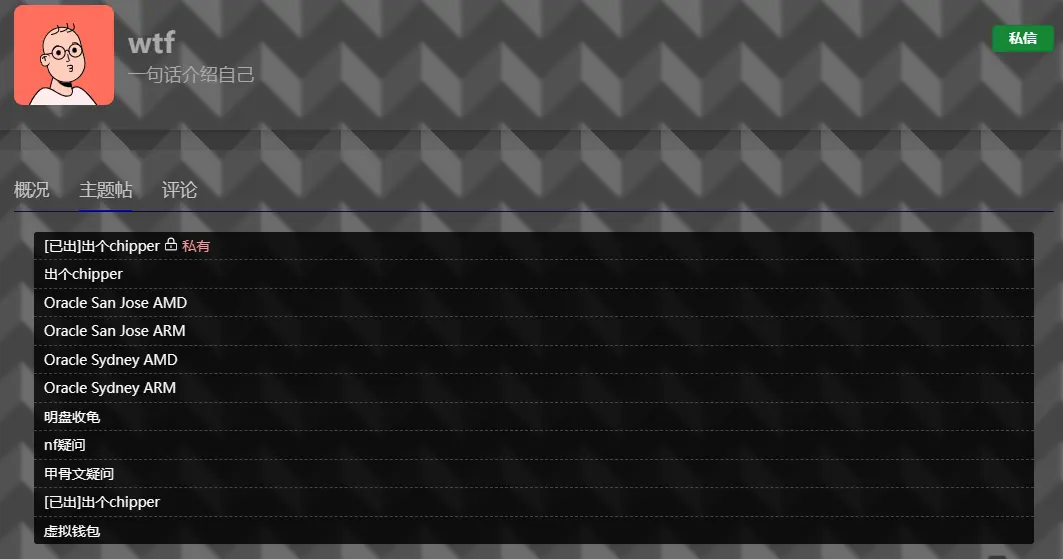 wtf
私信
一句话介绍自己
概况 主题帖 评论
[已出]出个chipper 私有
出个chipper
Oracle San Jose AMD
Oracle San Jose ARM
Oracle Sydney AMD
Oracle Sydney ARM
明盘收龟
nf疑问
甲骨文疑问
[已出]出个chipper
虚拟钱包